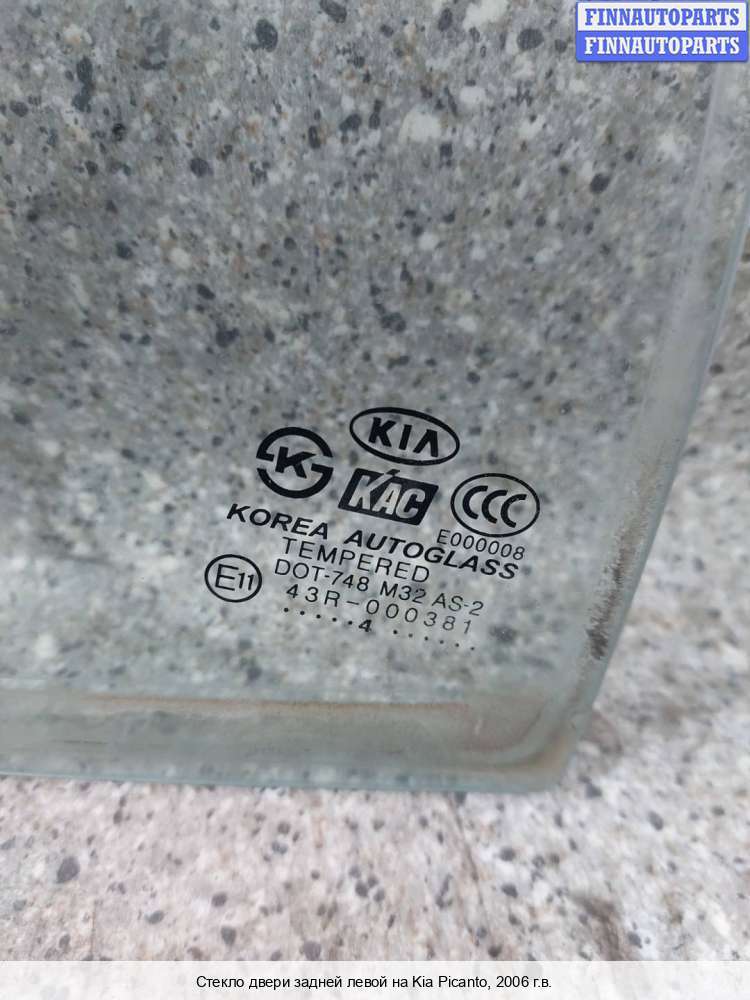 FINNAUTOPARTS
FINNAUTOPARTS
KIA
K
KAC
CCC
E000008
KOREA AUTOGLASS
TEMPERED
E11
DOT-748 M32 AS-2
43R-000381
.....4 ......
Стекло двери задней левой на Kia Picanto, 2006 г.в.